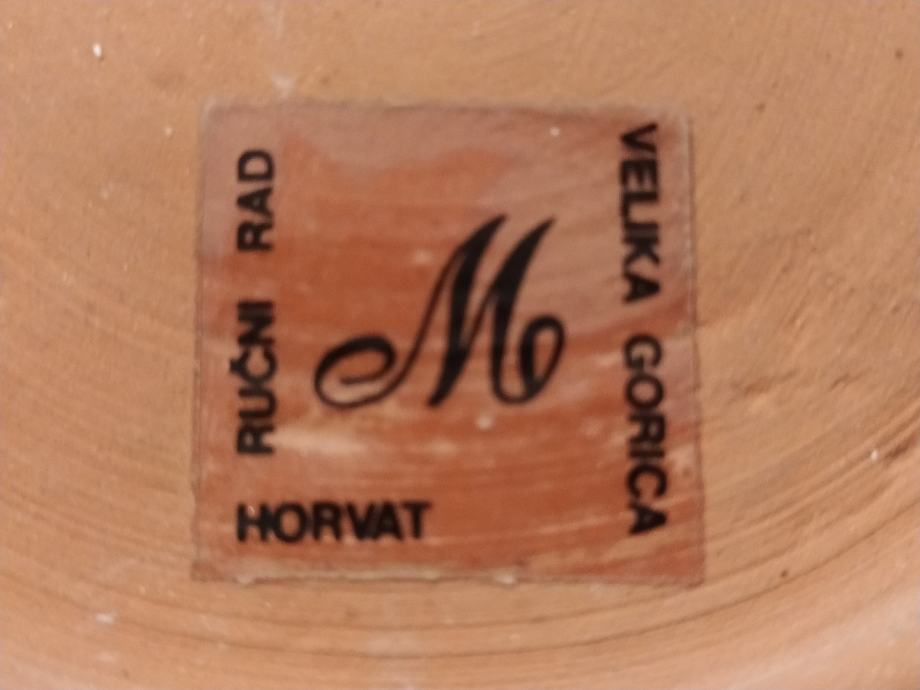 RUČNI RAD
M
VELIKA GORICA
HORVAT